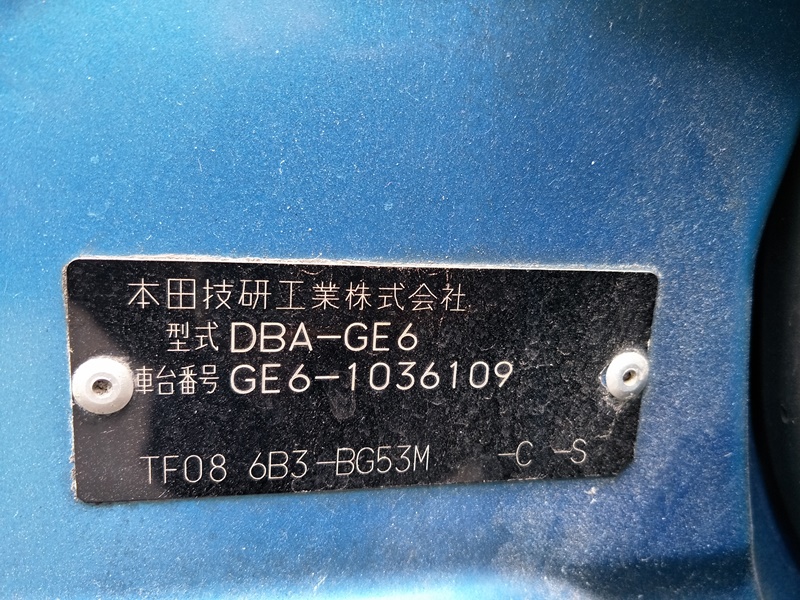 本田技研工業株式会社
型式 DBA-GE6
車台番号 GE6-1036109
TF08 6B3-BG53M -C -S